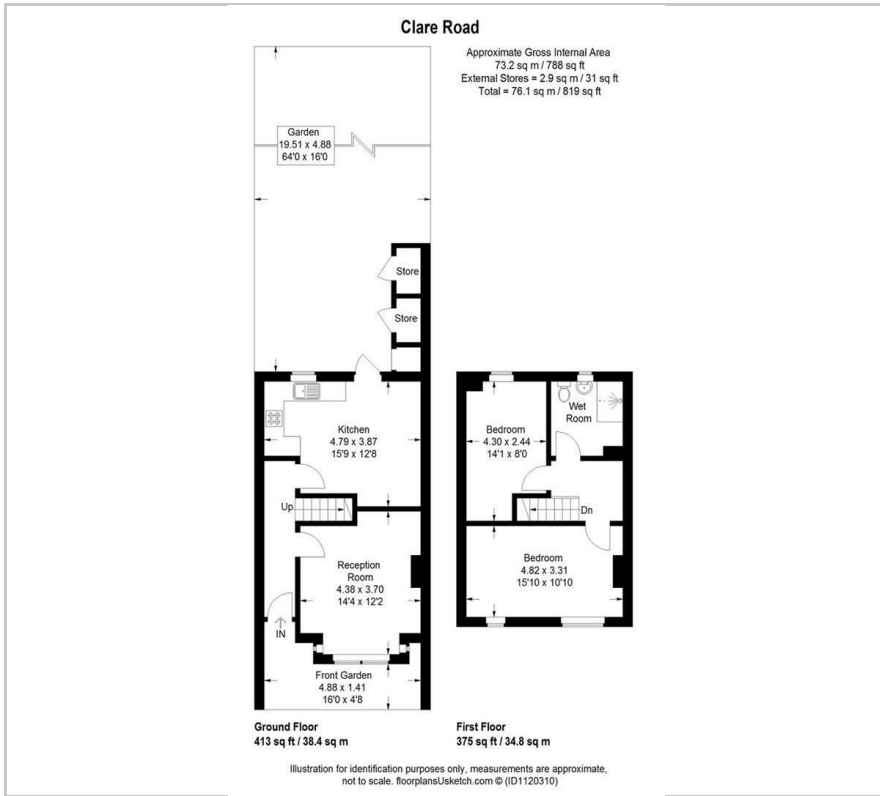 Clare Road
Approximate Gross Internal Area
73.2 sq m / 788 sq ft
External Stores = 2.9 sq m / 31 sq ft
Total = 76.1 sq m / 819 sq ft
Garden
19.51 x 4.88
64'0 x 16'0
Store
Store
Kitchen
4.79 x 3.87
15'9 x 12'8
Up
Reception
Room
4.38 x 3.70
14'4 x 12'2
IN
Front Garden
4.88 x 1.41
16'0 x 4'8
Ground Floor
413 sq ft / 38.4 sq m
Wet
Room
Bedroom
4.30 x 2.44
14'1 x 8'0
Dn
Bedroom
4.82 x 3.31
15'10 x 10'10
First Floor
375 sq ft / 34.8 sq m
Illustration for identification purposes only, measurements are approximate,
not to scale. floorplansUsketch.com © (ID1120310)